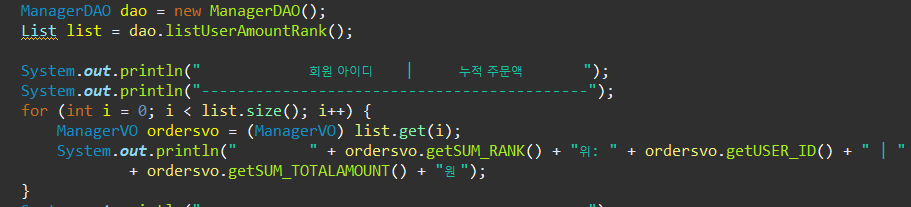 ManagerDAO dao = new ManagerDAO();
List list = dao.listUserAmountRank();
System.out.println("               회원 아이디    |      누적 주문액        ");
System.out.println("-------------------------------------------");
for (int i = 0; i < list.size(); i++) {
ManagerVO ordersvo = (ManagerVO) list.get(i);
System.out.println("        " + ordersvo.getSUM_RANK() + "위: " + ordersvo.getUSER_ID() + " | "
+ ordersvo.getSUM_TOTALAMOUNT() + "원 ");
}